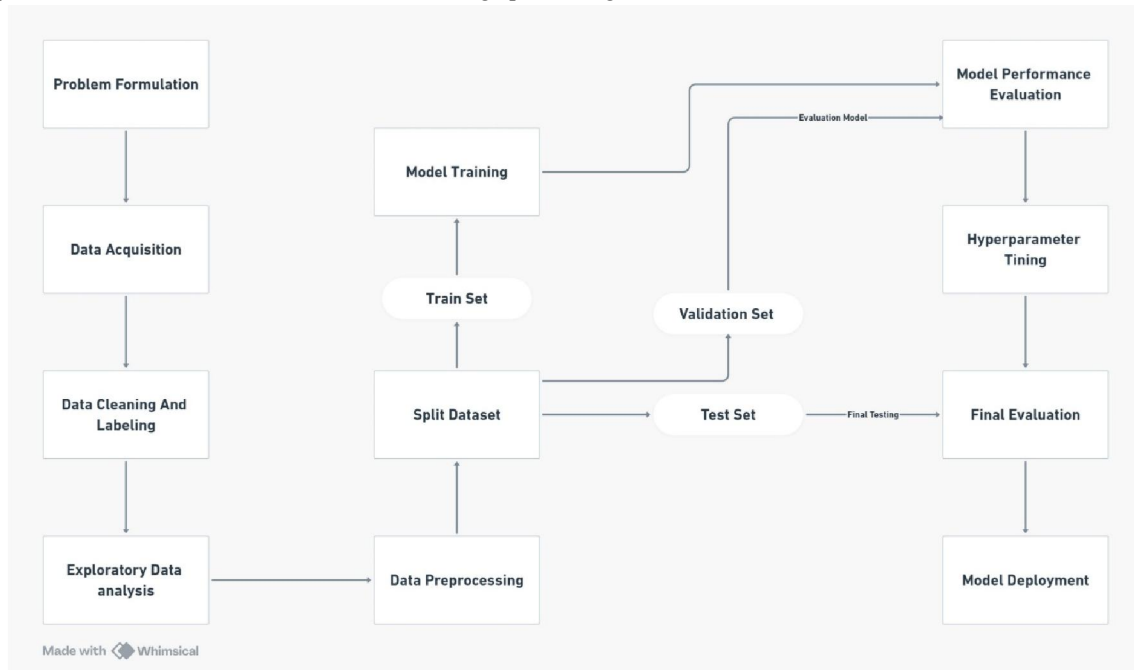 Problem Formulation
Data Acquisition
Data Cleaning And
Labeling
Exploratory Data
analysis
Data Preprocessing
Split Dataset
Train Set
Model Training
Validation Set
Evaluation Model
Test Set
Final Testing
Model Performance
Evaluation
Hyperparameter
Tining
Final Evaluation
Model Deployment
Made with Whimsical